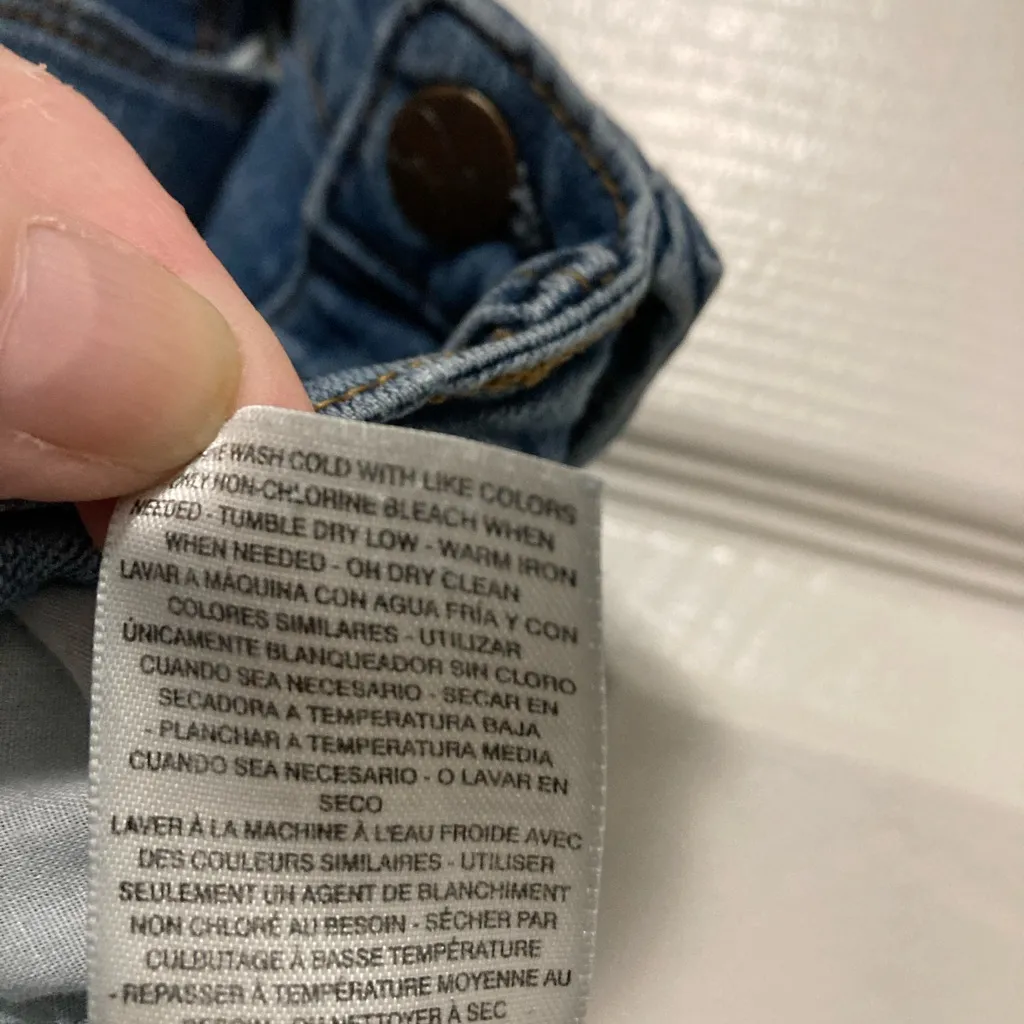 WASH COLD WITH LIKE COLORS
NON-CHLORINE BLEACH WHEN
NEEDED - TUMBLE DRY LOW - WARM IRON
WHEN NEEDED - OH DRY CLEAN
LAVAR A MÁQUINA CON AGUA FRÍA Y CON
COLORES SIMILARES - UTILIZAR
ÚNICAMENTE BLANQUEADOR SIN CLORO
CUANDO SEA NECESARIO - SECAR EN
SECADORA A TEMPERATURA BAJA
- PLANCHAR A TEMPERATURA MEDIA
CUANDO SEA NECESARIO - O LAVAR EN
SECO
LAVER À LA MACHINE À L'EAU FROIDE AVEC
DES COULEURS SIMILAIRES - UTILISER
SEULEMENT UN AGENT DE BLANCHIMENT
NON CHLORÉ AU BESOIN - SÉCHER PAR
CULBUTAGE À BASSE TEMPÉRATURE
- REPASSER À TEMPÉRATURE MOYENNE AU
BESOIN - OU NETTOYER À SEC